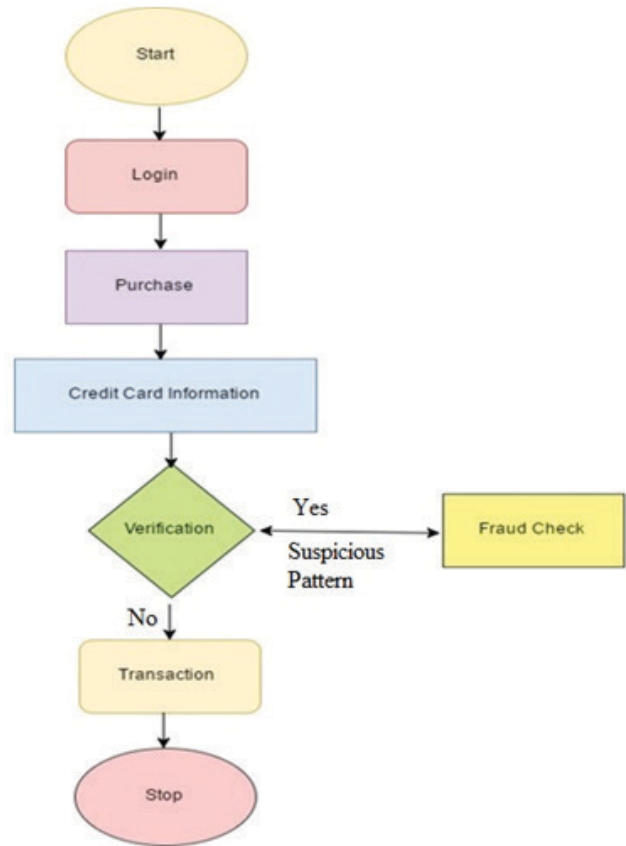 Start
Login
Purchase
Credit Card Information
Verification
Yes
Suspicious
Pattern
Fraud Check
No
Transaction
Stop